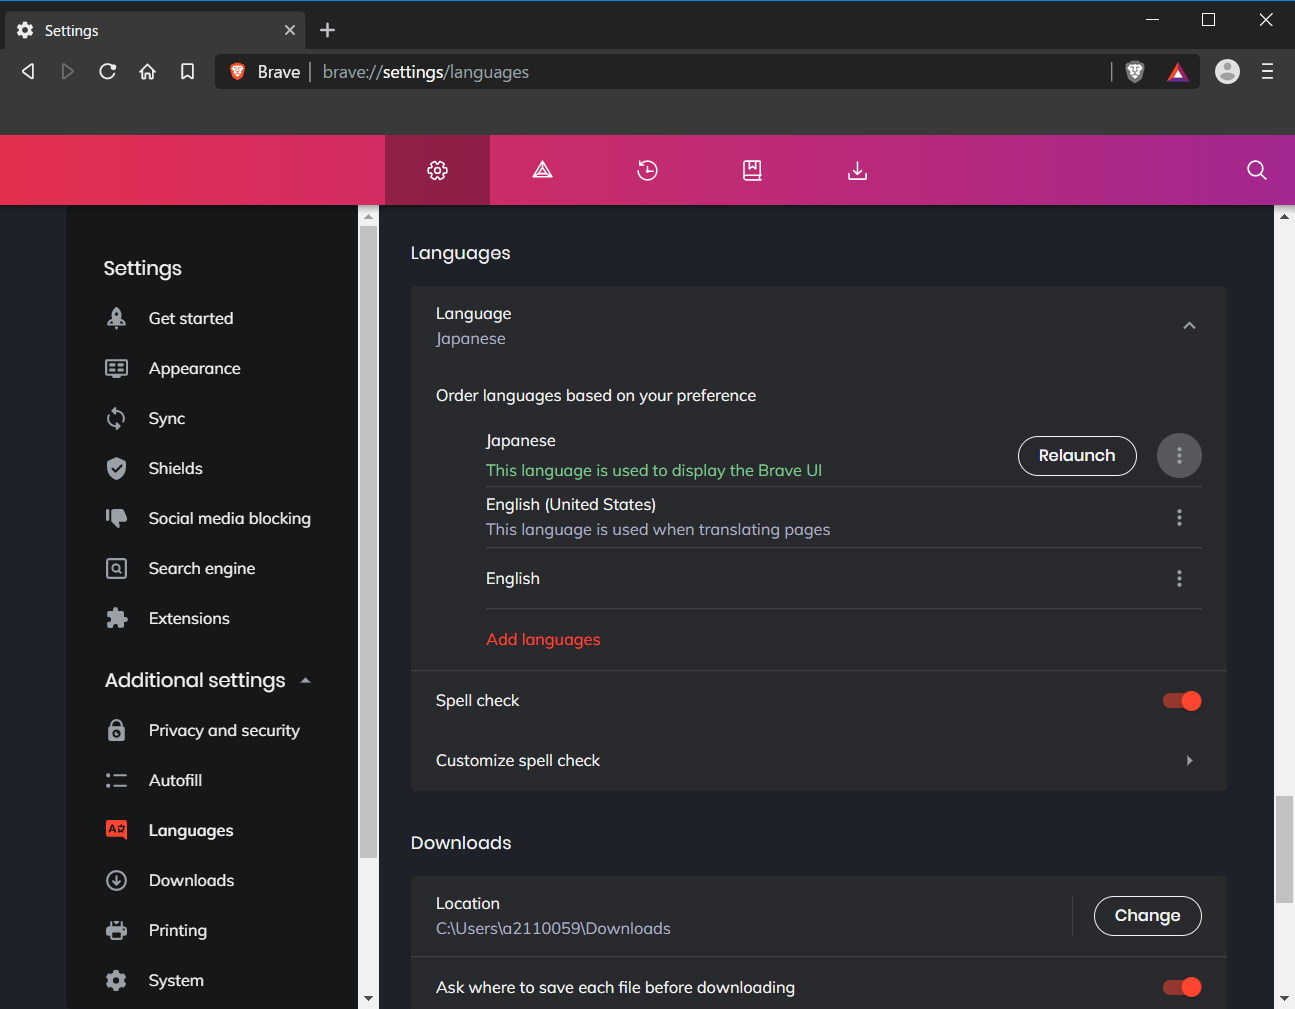 Settings
Brave
brave://settings/languages
Settings
Get started
Appearance
Sync
Shields
Social media blocking
Search engine
Extensions
Additional settings
Privacy and security
Autofill
Languages
Downloads
Printing
System
Languages
Language
Japanese
Order languages based on your preference
Japanese
This language is used to display the Brave UI
Relaunch
English (United States)
This language is used when translating pages
English
Add languages
Spell check
Customize spell check
Downloads
Location
C:\Users\a2110059\Downloads
Change
Ask where to save each file before downloading